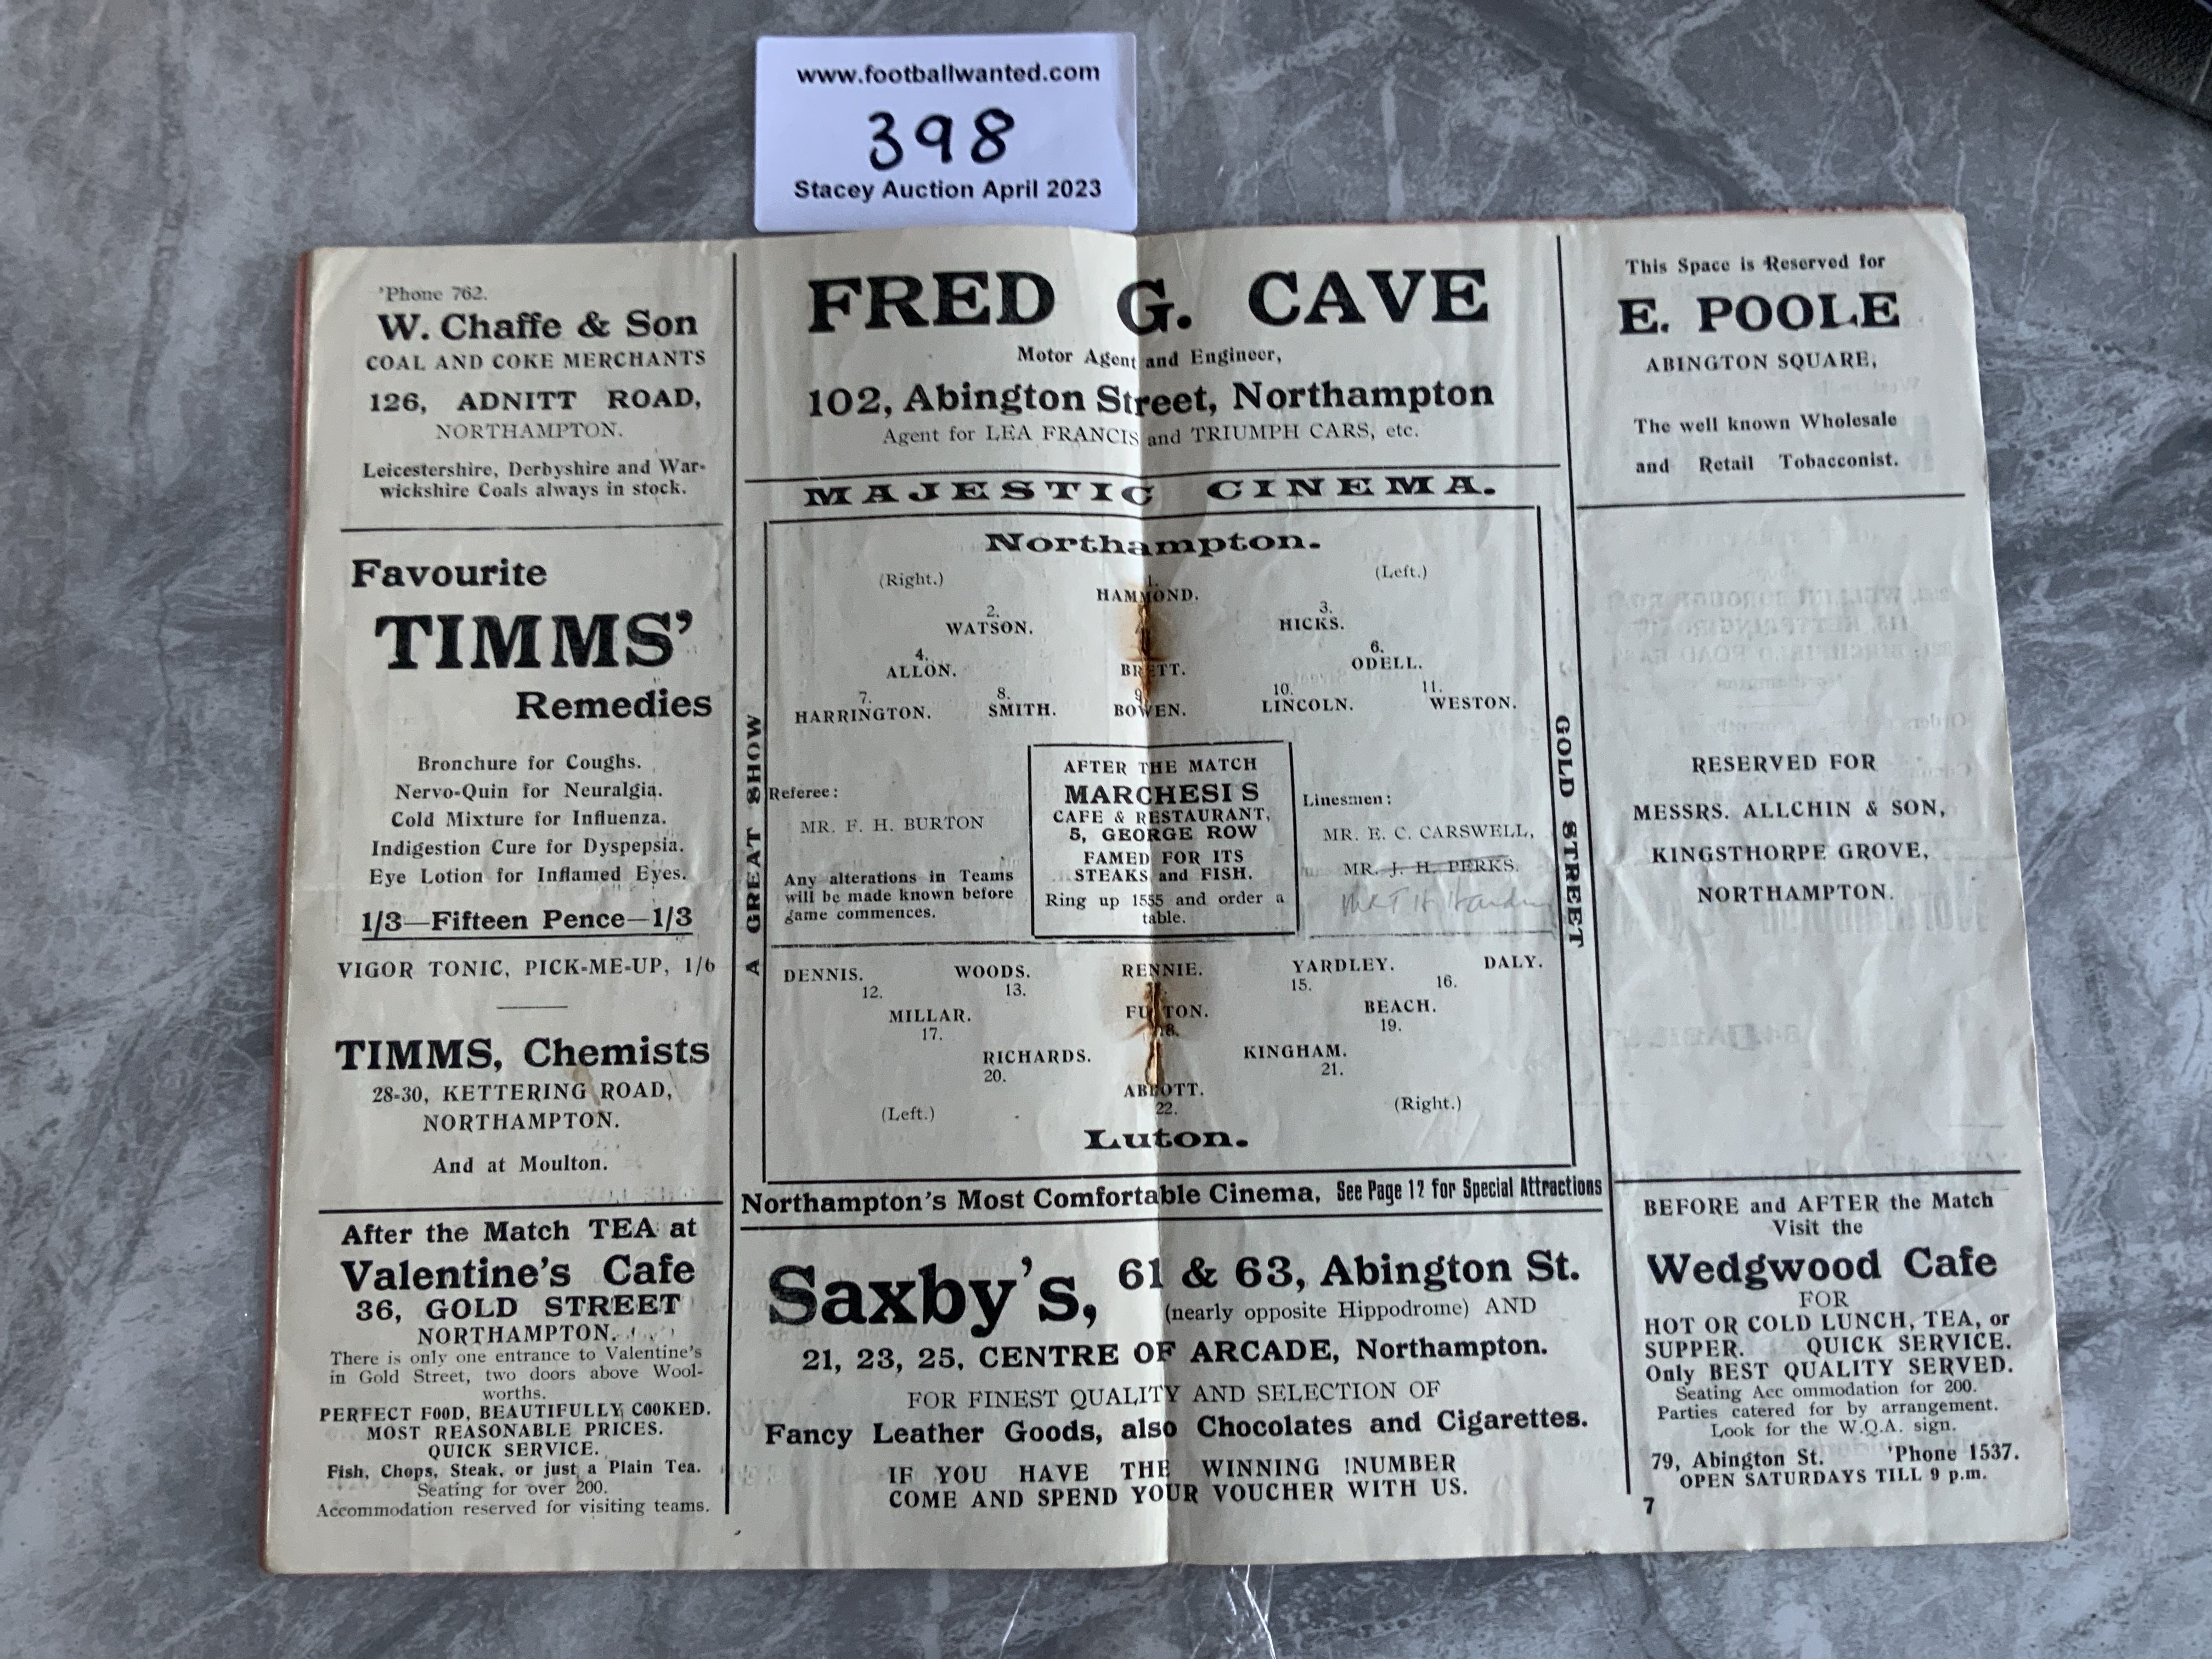 www.footballwanted.com
398
Stacey Auction April 2023
'Phone 762.
W. Chaffe & Son
COAL AND COKE MERCHANTS
126, ADNITT ROAD,
NORTHAMPTON.
Leicestershire, Derbyshire and War-
wickshire Coals always in stock.
Favourite
TIMMS'
Remedies
Bronchure for Coughs.
Nervo-Quin for Neuralgia.
Cold Mixture for Influenza.
Indigestion Cure for Dyspepsia.
Eye Lotion for Inflamed Eyes.
1/3—Fifteen Pence—1/3
VIGOR TONIC, PICK-ME-UP, 1/6
TIMMS, Chemists
28-30, KETTERING ROAD,
NORTHAMPTON.
And at Moulton.
After the Match TEA at
Valentine's Cafe
36, GOLD STREET
NORTHAMPTON.
There is only one entrance to Valentine's
in Gold Street, two doors above Wool-
worths.
PERFECT FOOD, BEAUTIFULLY COOKED.
MOST REASONABLE PRICES.
QUICK SERVICE.
Fish, Chops, Steak, or just a Plain Tea.
Seating for over 200.
Accommodation reserved for visiting teams.
FRED G. CAVE
Motor Agent and Engineer,
102, Abington Street, Northampton
Agent for LEA FRANCIS and TRIUMPH CARS, etc.
MAJESTIC CINEMA.
A GREAT SHOW
Northampton.
(Right.) (Left.)
1.
HAMMOND.
2. 3.
WATSON. HICKS.
4. 6.
ALLON. BRETT. ODELL.
7. 8. 9. 10. 11.
HARRINGTON. SMITH. BOWEN. LINCOLN. WESTON.
Referee:
MR. F. H. BURTON
Any alterations in Teams
will be made known before
game commences.
AFTER THE MATCH
MARCHESI S
CAFE & RESTAURANT,
5, GEORGE ROW
FAMED FOR ITS
STEAKS and FISH.
Ring up 1555 and order a
table.
Linesmen:
MR. E. C. CARSWELL,
MR. J. H. PERKS.
DENNIS. WOODS. RENNIE. YARDLEY. DALY.
12. 13. 15. 16.
MILLAR. FULTON. BEACH.
17. 18. 19.
RICHARDS. KINGHAM.
20. 21.
ABBOTT.
22.
(Left.) (Right.)
Luton.
GOLD STREET
Northampton's Most Comfortable Cinema, See Page 12 for Special Attractions
Saxby's, 61 & 63, Abington St.
(nearly opposite Hippodrome) AND
21, 23, 25, CENTRE OF ARCADE, Northampton.
FOR FINEST QUALITY AND SELECTION OF
Fancy Leather Goods, also Chocolates and Cigarettes.
IF YOU HAVE THE WINNING NUMBER
COME AND SPEND YOUR VOUCHER WITH US.
This Space is Reserved for
E. POOLE
ABINGTON SQUARE,
The well known Wholesale
and Retail Tobacconist.
RESERVED FOR
MESSRS. ALLCHIN & SON,
KINGSTHORPE GROVE,
NORTHAMPTON.
BEFORE and AFTER the Match
Visit the
Wedgwood Cafe
FOR
HOT OR COLD LUNCH, TEA, or
SUPPER. QUICK SERVICE.
Only BEST QUALITY SERVED.
Seating Acc ommodation for 200.
Parties catered for by arrangement.
Look for the W.Q.A. sign.
79, Abington St. 'Phone 1537.
OPEN SATURDAYS TILL 9 p.m.
7